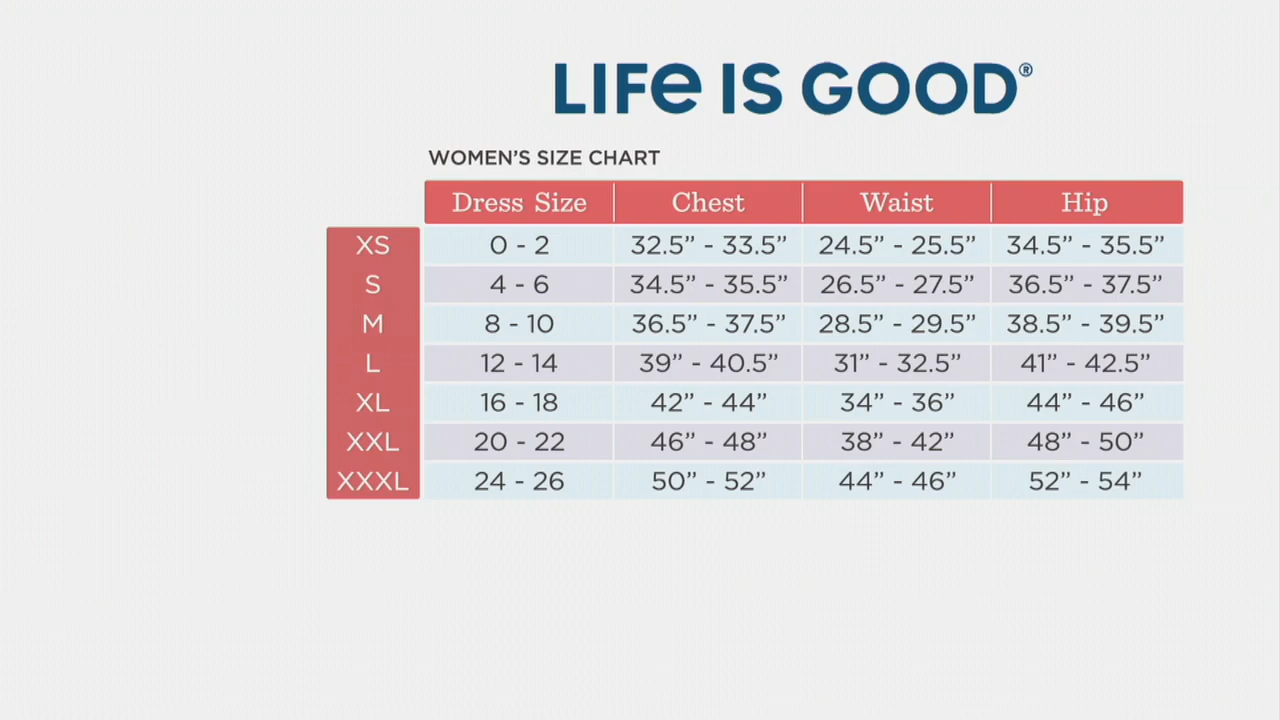 LIFe IS GOOD®
WOMEN'S SIZE CHART
Dress Size Chest Waist Hip
XS 0 - 2 32.5” - 33.5” 24.5” - 25.5” 34.5” - 35.5”
S 4 - 6 34.5” - 35.5” 26.5” - 27.5” 36.5” - 37.5”
M 8 - 10 36.5” - 37.5” 28.5” - 29.5” 38.5” - 39.5”
L 12 - 14 39” - 40.5” 31” - 32.5” 41” - 42.5”
XL 16 - 18 42” - 44” 34” - 36” 44” - 46”
XXL 20 - 22 46” - 48” 38” - 42” 48” - 50”
XXXL 24 - 26 50” - 52” 44” - 46” 52” - 54”